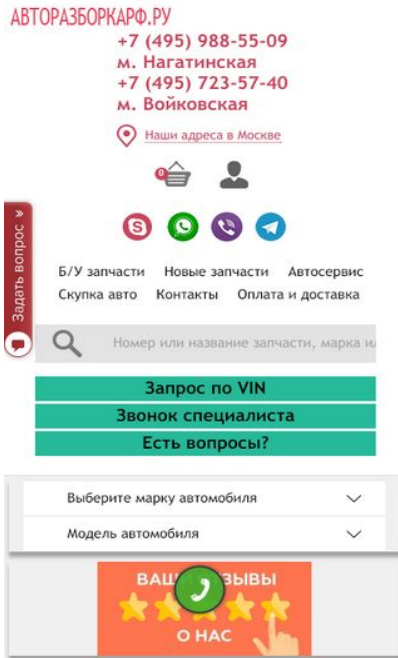 АВТОРАЗБОРКАРФ.РУ
+7 (495) 988-55-09
м. Нагатинская
+7 (495) 723-57-40
м. Войковская
Наши адреса в Москве
0
S
Задать вопрос »
Б/У запчасти Новые запчасти Автосервис
Скупка авто Контакты Оплата и доставка
Номер или название запчасти, марка
Запрос по VIN
Звонок специалиста
Есть вопросы?
Выберите марку автомобиля
Модель автомобиля
О НАС